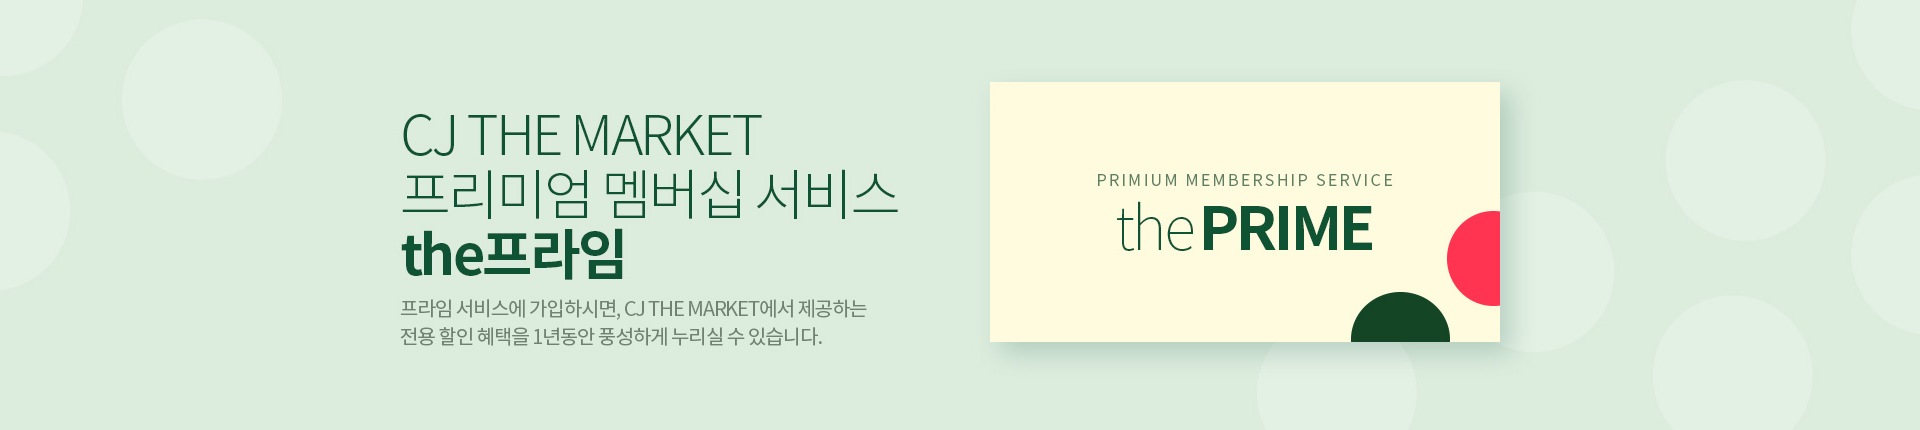 CJ THE MARKET
프리미엄 멤버십 서비스
the프라임
프라임 서비스에 가입하시면, CJ THE MARKET에서 제공하는
전용 할인 혜택을 1년동안 풍성하게 누리실 수 있습니다.
PRIMIUM MEMBERSHIP SERVICE
the PRIME